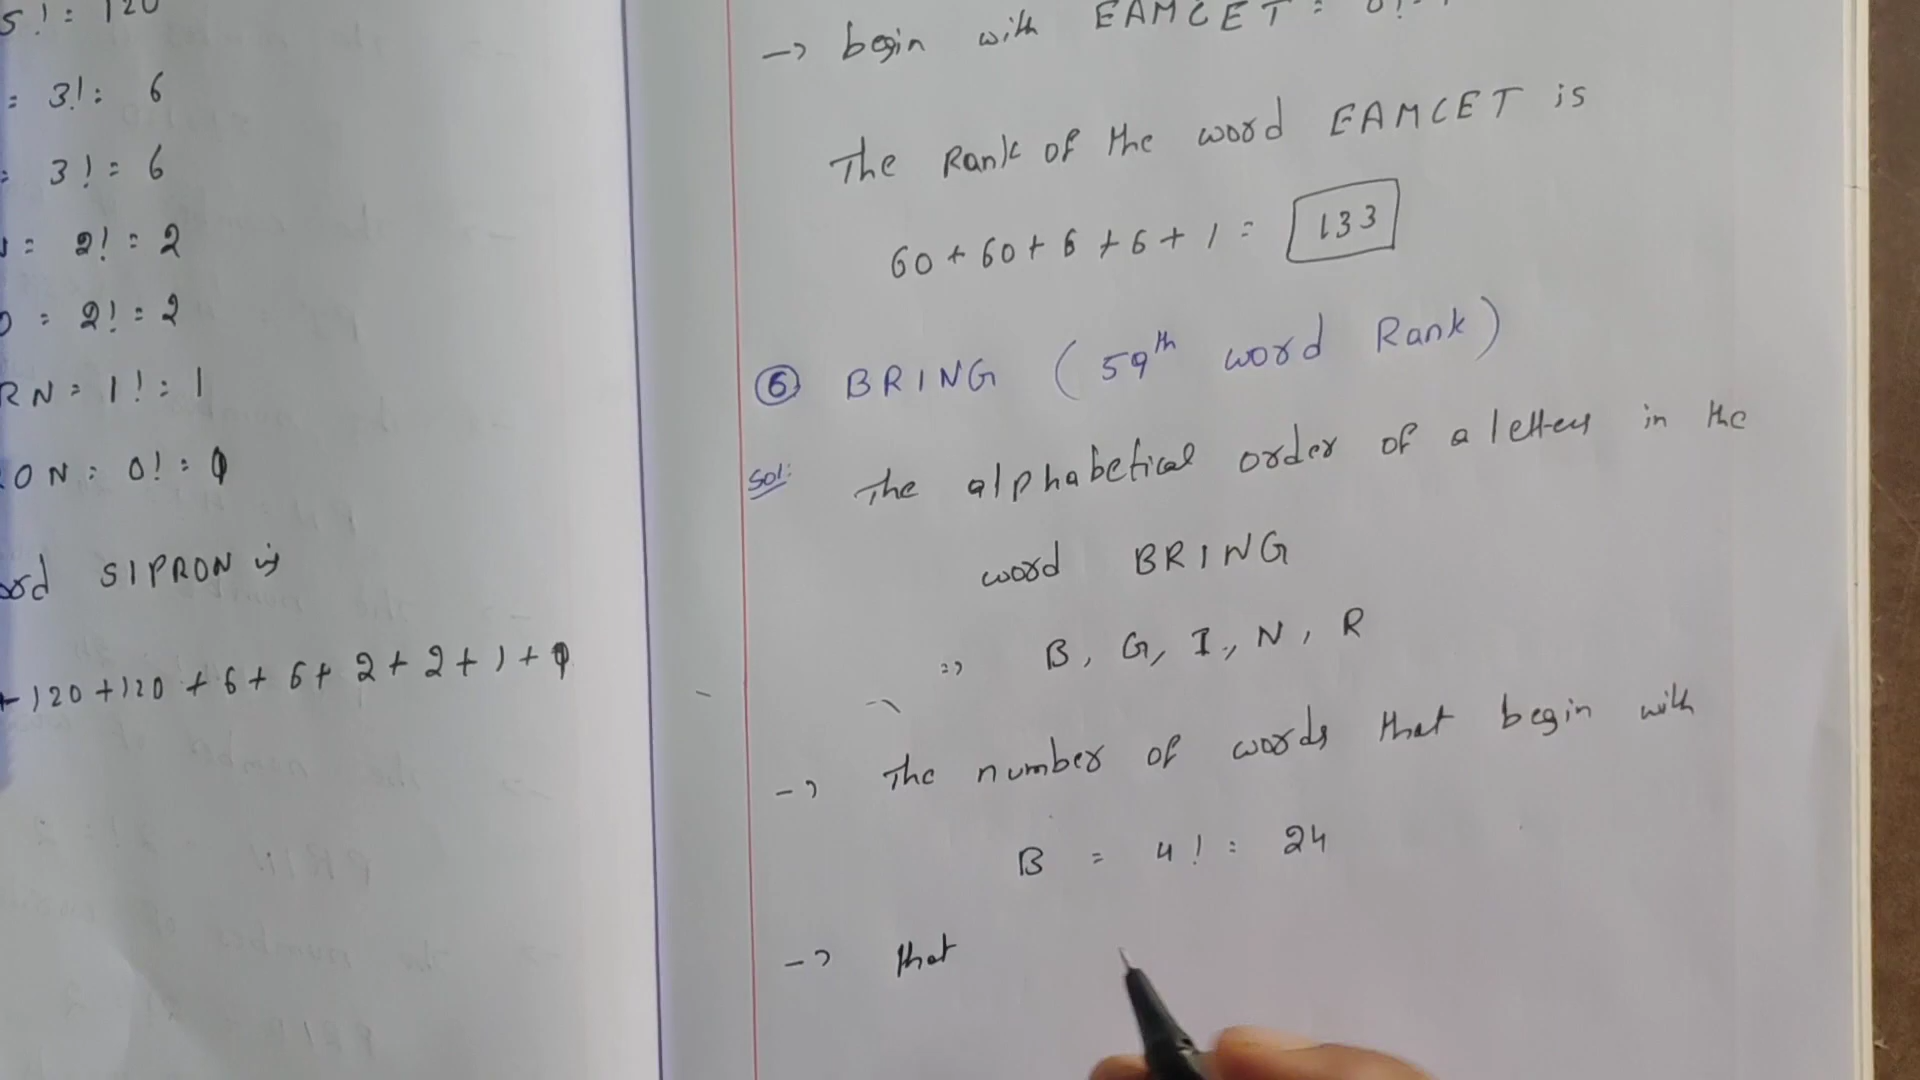 5! = 120
= 3! = 6
= 3! = 6
= 2! = 2
= 2! = 2
RN = 1! = 1
RON = 0! = 1
SIPRON is
+120+120+6+6+2+2+1+1
-> begin with EAMCET =
The Rank of the word EAMCET is
60+60+6+6+1 = 133
⑥ BRING (59th word Rank)
Sol: The alphabetical order of a letters in the
word BRING
=> B, G, I, N, R
-> The number of words that begin with
B = 4! = 24
-> that